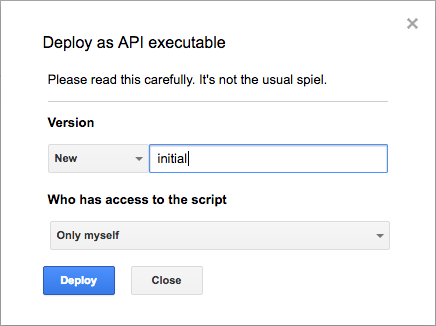 Deploy as API executable
Please read this carefully. It's not the usual spiel.
Version
New initial
Who has access to the script
Only myself
Deploy Close